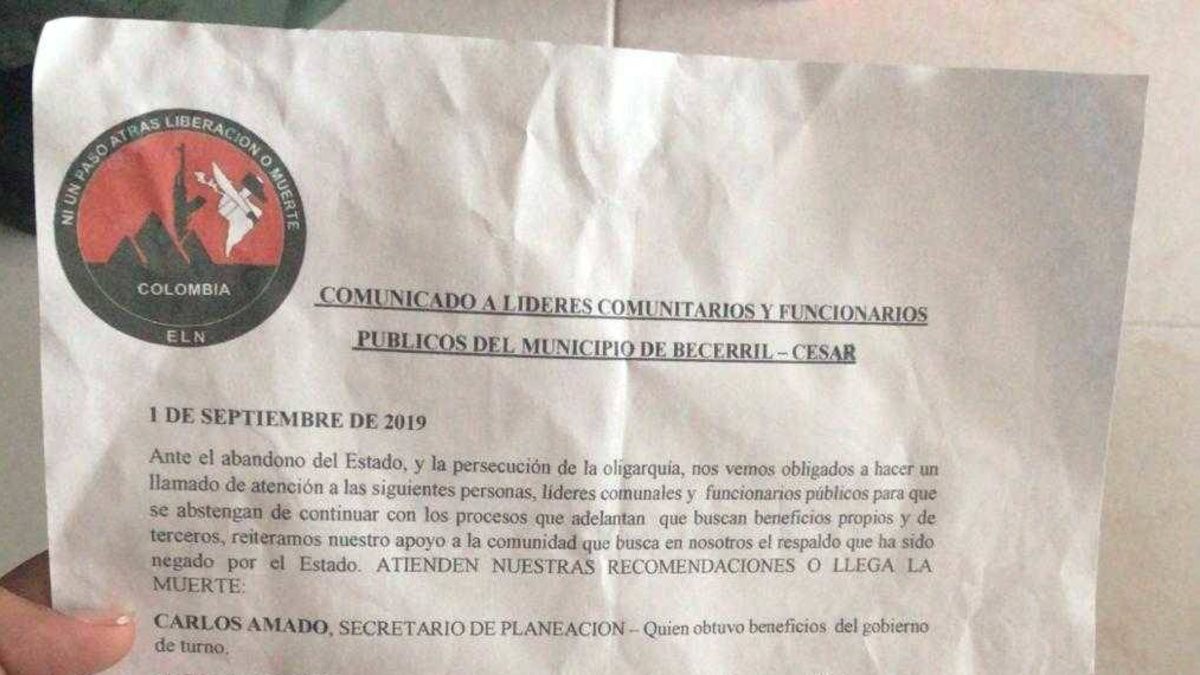 NI UN PASO ATRAS LIBERACION O MUERTE
COLOMBIA
ELN
COMUNICADO A LIDERES COMUNITARIOS Y FUNCIONARIOS
PUBLICOS DEL MUNICIPIO DE BECERRIL – CESAR
1 DE SEPTIEMBRE DE 2019
Ante el abandono del Estado, y la persecución de la oligarquía, nos vemos obligados a hacer un
llamado de atención a las siguientes personas, líderes comunales y funcionarios públicos para que
se abstengan de continuar con los procesos que adelantan que buscan beneficios propios y de
terceros, reiteramos nuestro apoyo a la comunidad que busca en nosotros el respaldo que ha sido
negado por el Estado. ATIENDEN NUESTRAS RECOMENDACIONES O LLEGA LA
MUERTE:
CARLOS AMADO, SECRETARIO DE PLANEACION – Quien obtuvo beneficios del gobierno
de turno.